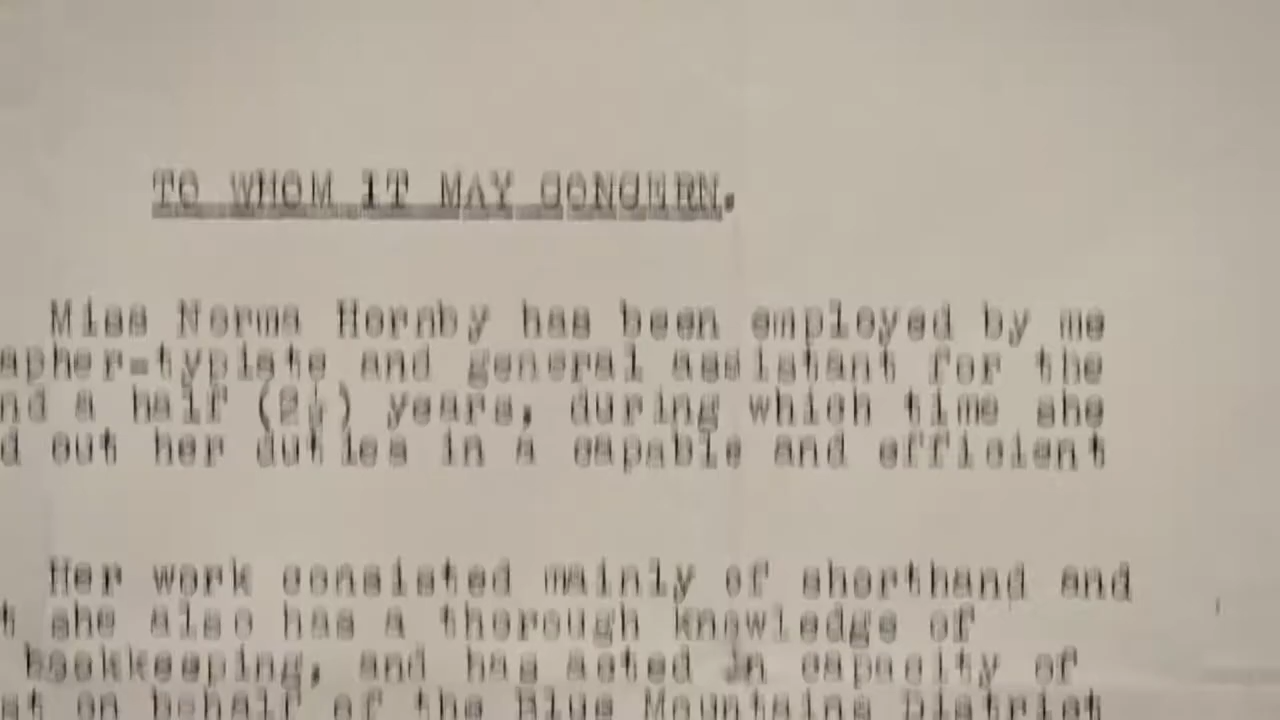 TO WHOM IT MAY CONCERN.
Miss Norma Hornby has been employed by me
apher-typiste and general assistant for the
nd a half (2½) years, during which time she
d out her duties in a capable and efficient
Her work consisted mainly of shorthand and
t she also has a thorough knowledge of
bookkeeping, and has acted in capacity of
st on behalf of the Blue Mountains District